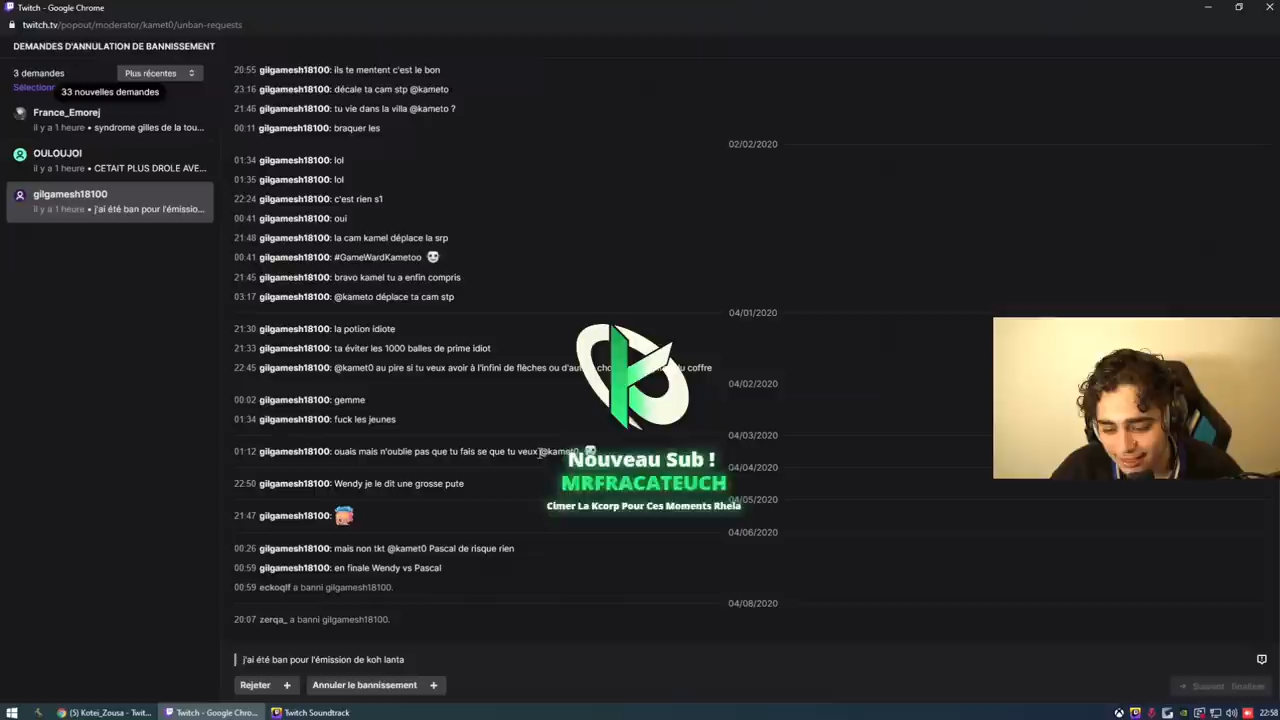 Twitch - Google Chrome
twitch.tv/popout/moderator/kamet0/unban-requests
DEMANDES D'ANNULATION DE BANNISSEMENT
3 demandes
Plus récentes
33 nouvelles demandes
France_Emorej
il y a 1 heure • syndrome gilles de la tou...
OULOUJOI
il y a 1 heure • CETAIT PLUS DROLE AVE...
gilgamesh18100
il y a 1 heure • j'ai été ban pour l'émissio...
20:55 gilgamesh18100: ils te mentent c'est le bon
23:16 gilgamesh18100: décale ta cam stp @kameto
21:46 gilgamesh18100: tu vie dans la villa @kameto ?
00:11 gilgamesh18100: braquer les
02/02/2020
01:34 gilgamesh18100: lol
01:35 gilgamesh18100: lol
22:24 gilgamesh18100: c'est rien s1
00:41 gilgamesh18100: oui
21:48 gilgamesh18100: la cam kamel déplace la srp
00:41 gilgamesh18100: #GameWardKametoo
21:45 gilgamesh18100: bravo kamel tu a enfin compris
03:17 gilgamesh18100: @kameto déplace ta cam stp
04/01/2020
21:30 gilgamesh18100: la potion idiote
21:33 gilgamesh18100: ta éviter les 1000 balles de prime idiot
22:45 gilgamesh18100: @kamet0 au pire si tu veux avoir à l'infini de flèches ou du coffre
04/02/2020
00:02 gilgamesh18100: gemme
01:34 gilgamesh18100: fuck les jeunes
04/03/2020
01:12 gilgamesh18100: ouais mais n'oublie pas que tu fais se que tu veux @kamet0
04/04/2020
22:50 gilgamesh18100: Wendy je le dit une grosse pute
04/05/2020
21:47 gilgamesh18100:
04/06/2020
00:26 gilgamesh18100: mais non tkt @kamet0 Pascal de risque rien
00:59 gilgamesh18100: en finale Wendy vs Pascal
00:59 eckoqlf a banni gilgamesh18100.
04/08/2020
20:07 zerqa_ a banni gilgamesh18100.
j'ai été ban pour l'émission de koh lanta
Rejeter +
Annuler le bannissement +
Nouveau Sub !
MRFRACATEUCH
Cimer La Kcorp Pour Ces Moments Rhela
(5) Kotei_Zousa - Twit...
Twitch - Google Chro...
Twitch Soundtrack
22:58